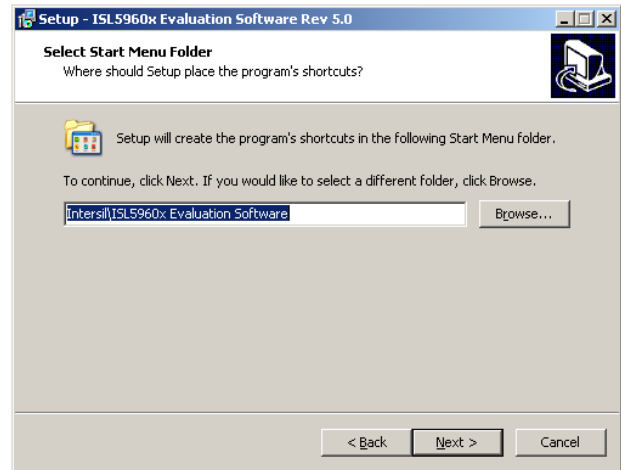 Setup - ISL5960x Evaluation Software Rev 5.0
Select Start Menu Folder
Where should Setup place the program's shortcuts?
Setup will create the program's shortcuts in the following Start Menu folder.
To continue, click Next. If you would like to select a different folder, click Browse.
Intersil\ISL5960x Evaluation Software
Browse...
< Back
Next >
Cancel